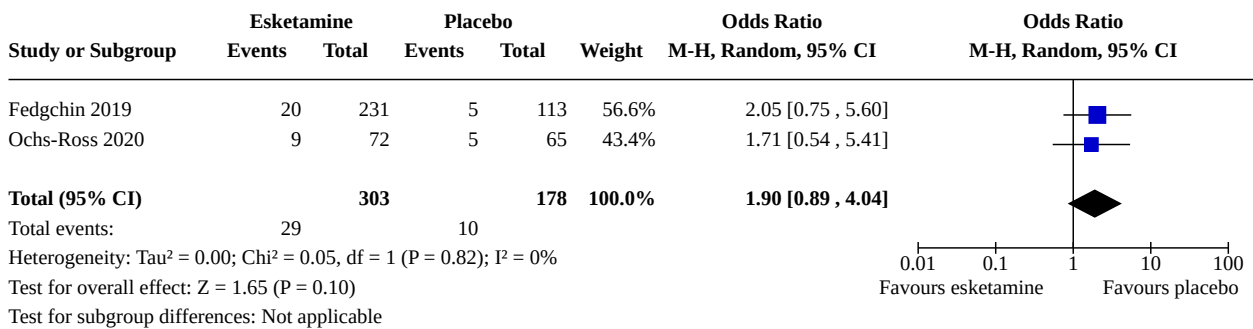 Esketamine Placebo Odds Ratio Odds Ratio
Study or Subgroup Events Total Events Total Weight M-H, Random, 95% CI M-H, Random, 95% CI
Fedgchin 2019 20 231 5 113 56.6% 2.05 [0.75 , 5.60]
Ochs-Ross 2020 9 72 5 65 43.4% 1.71 [0.54 , 5.41]
Total (95% CI) 303 178 100.0% 1.90 [0.89 , 4.04]
Total events: 29 10
Heterogeneity: Tau² = 0.00; Chi² = 0.05, df = 1 (P = 0.82); I² = 0%
Test for overall effect: Z = 1.65 (P = 0.10)
Test for subgroup differences: Not applicable
0.01 0.1 1 10 100
Favours esketamine Favours placebo